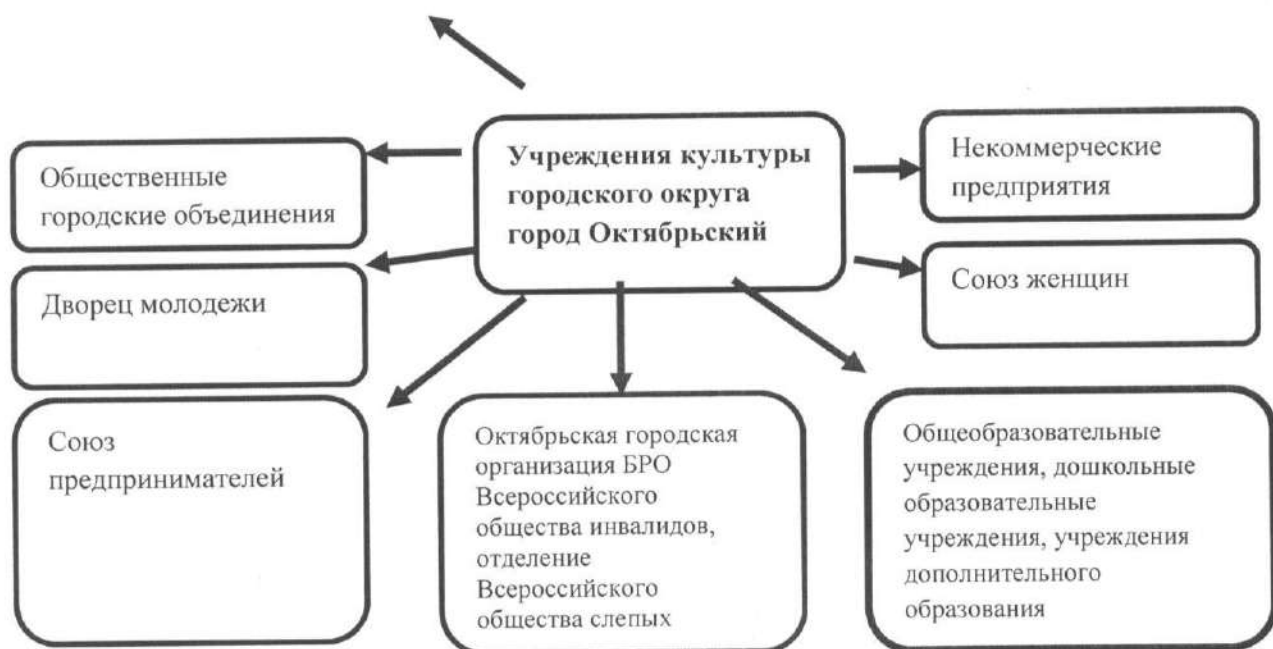 Учреждения культуры
городского округа
город Октябрьский
Общественные
городские объединения
Некоммерческие
предприятия
Дворец молодежи
Союз женщин
Союз
предпринимателей
Октябрьская городская
организация БРО
Всероссийского
общества инвалидов,
отделение
Всероссийского
общества слепых
Общеобразовательные
учреждения, дошкольные
образовательные
учреждения, учреждения
дополнительного
образования